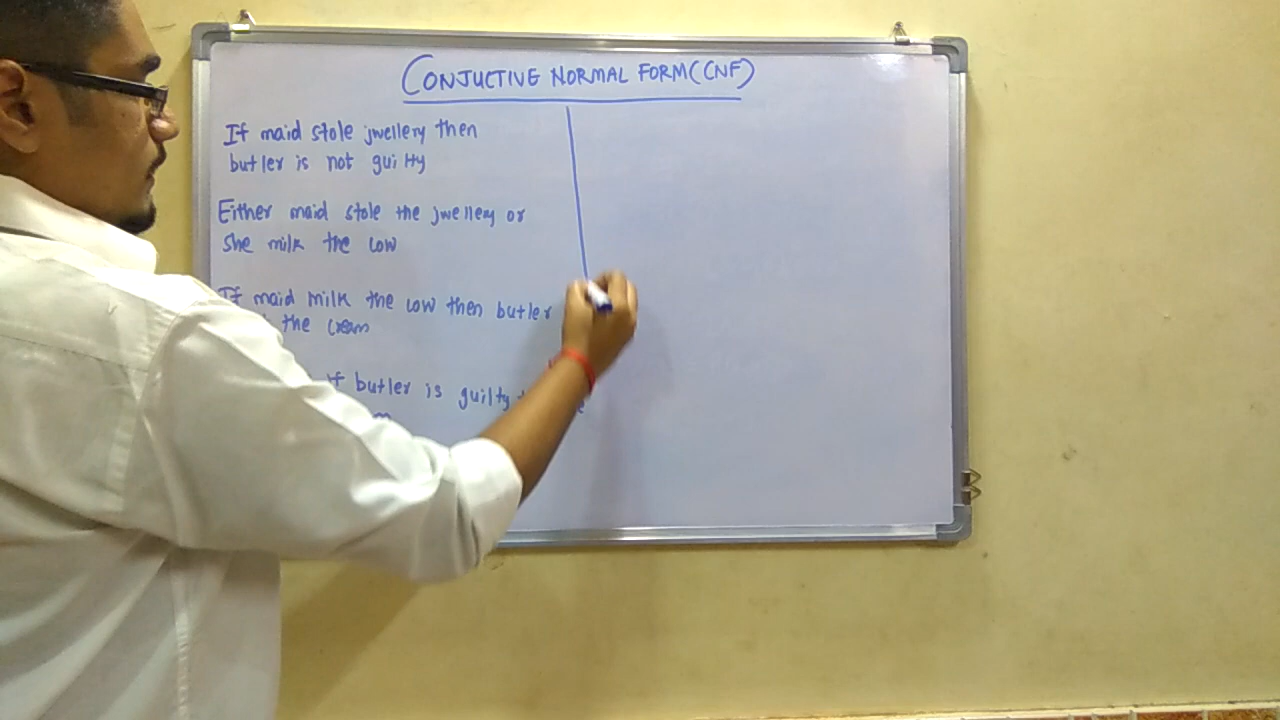 CONJUCTIVE NORMAL FORM(CNF)
If maid stole jwellery then
butler is not guilty
Either maid stole the jwellery or
she milk the cow
If maid milk the cow then butler
the cream
If butler is guilty